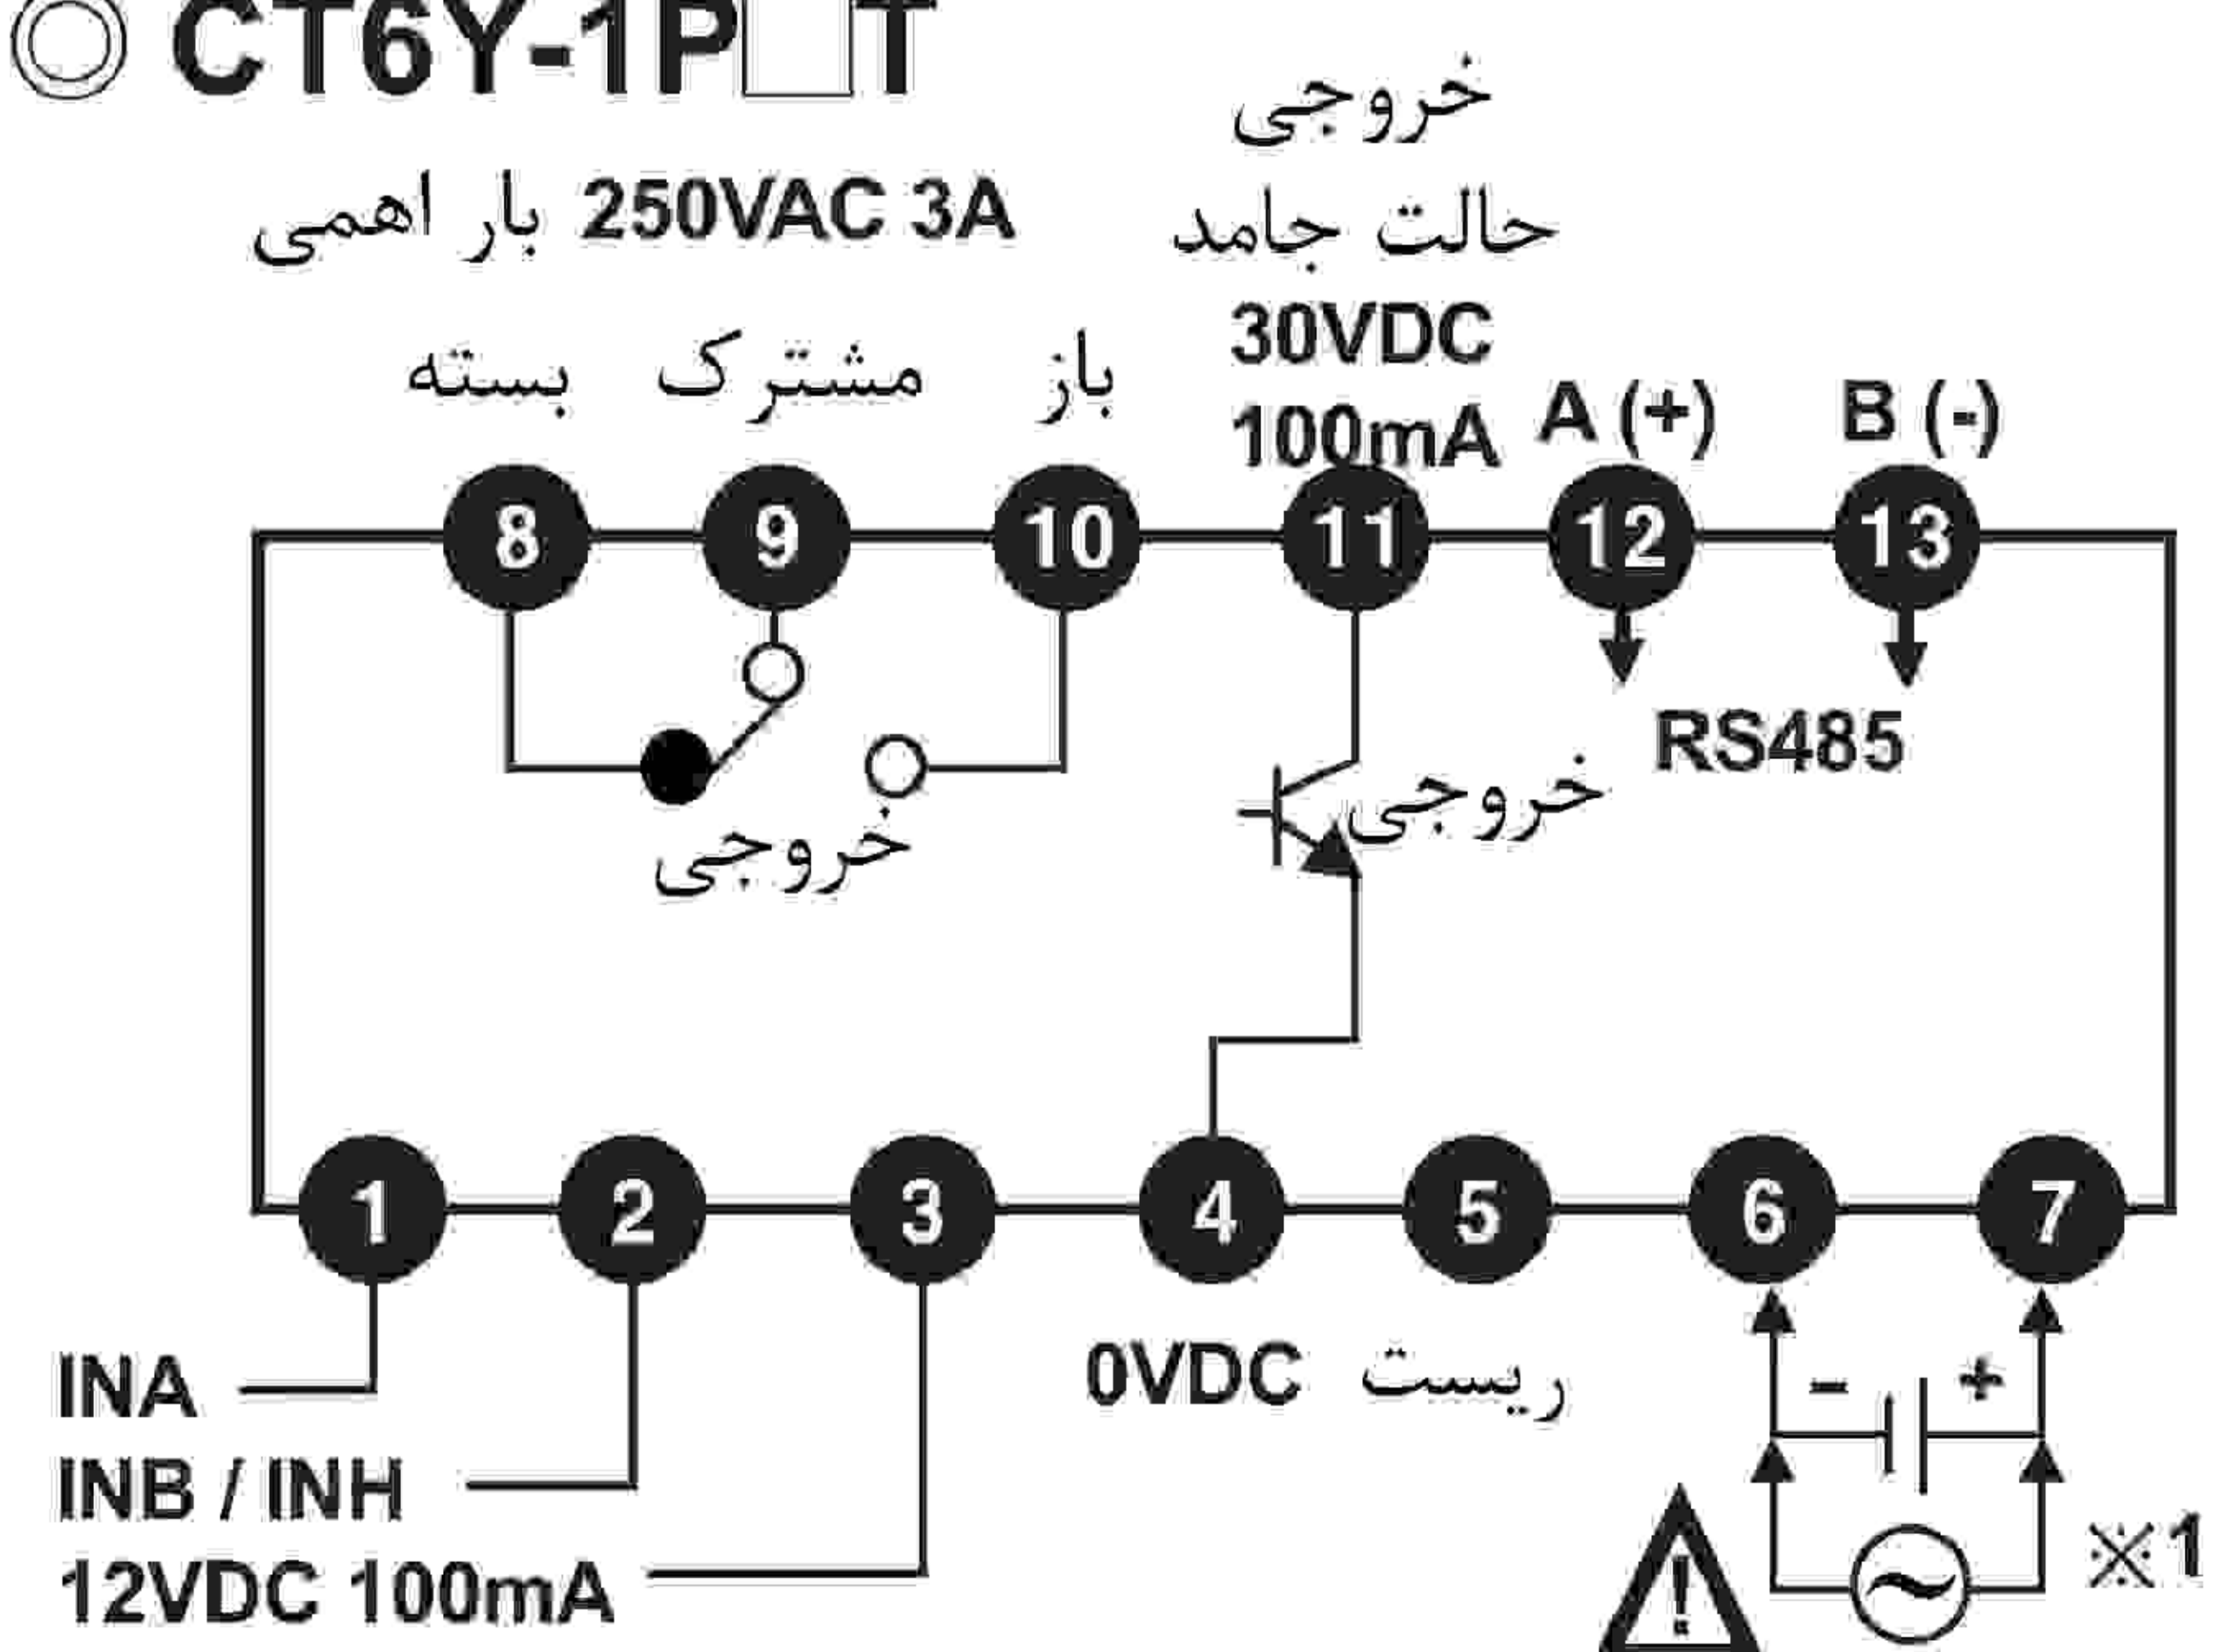 CT6Y-1P□T
خروجی
حالت جامد
30VDC
100mA
بار اهمی 250VAC 3A
بسته مشترک باز
A (+) B (-)
8 9 10 11 12 13
RS485
خروجی
خروجی
1 2 3 4 5 6 7
INA
INB / INH
12VDC 100mA
0VDC ریست
- +
※1